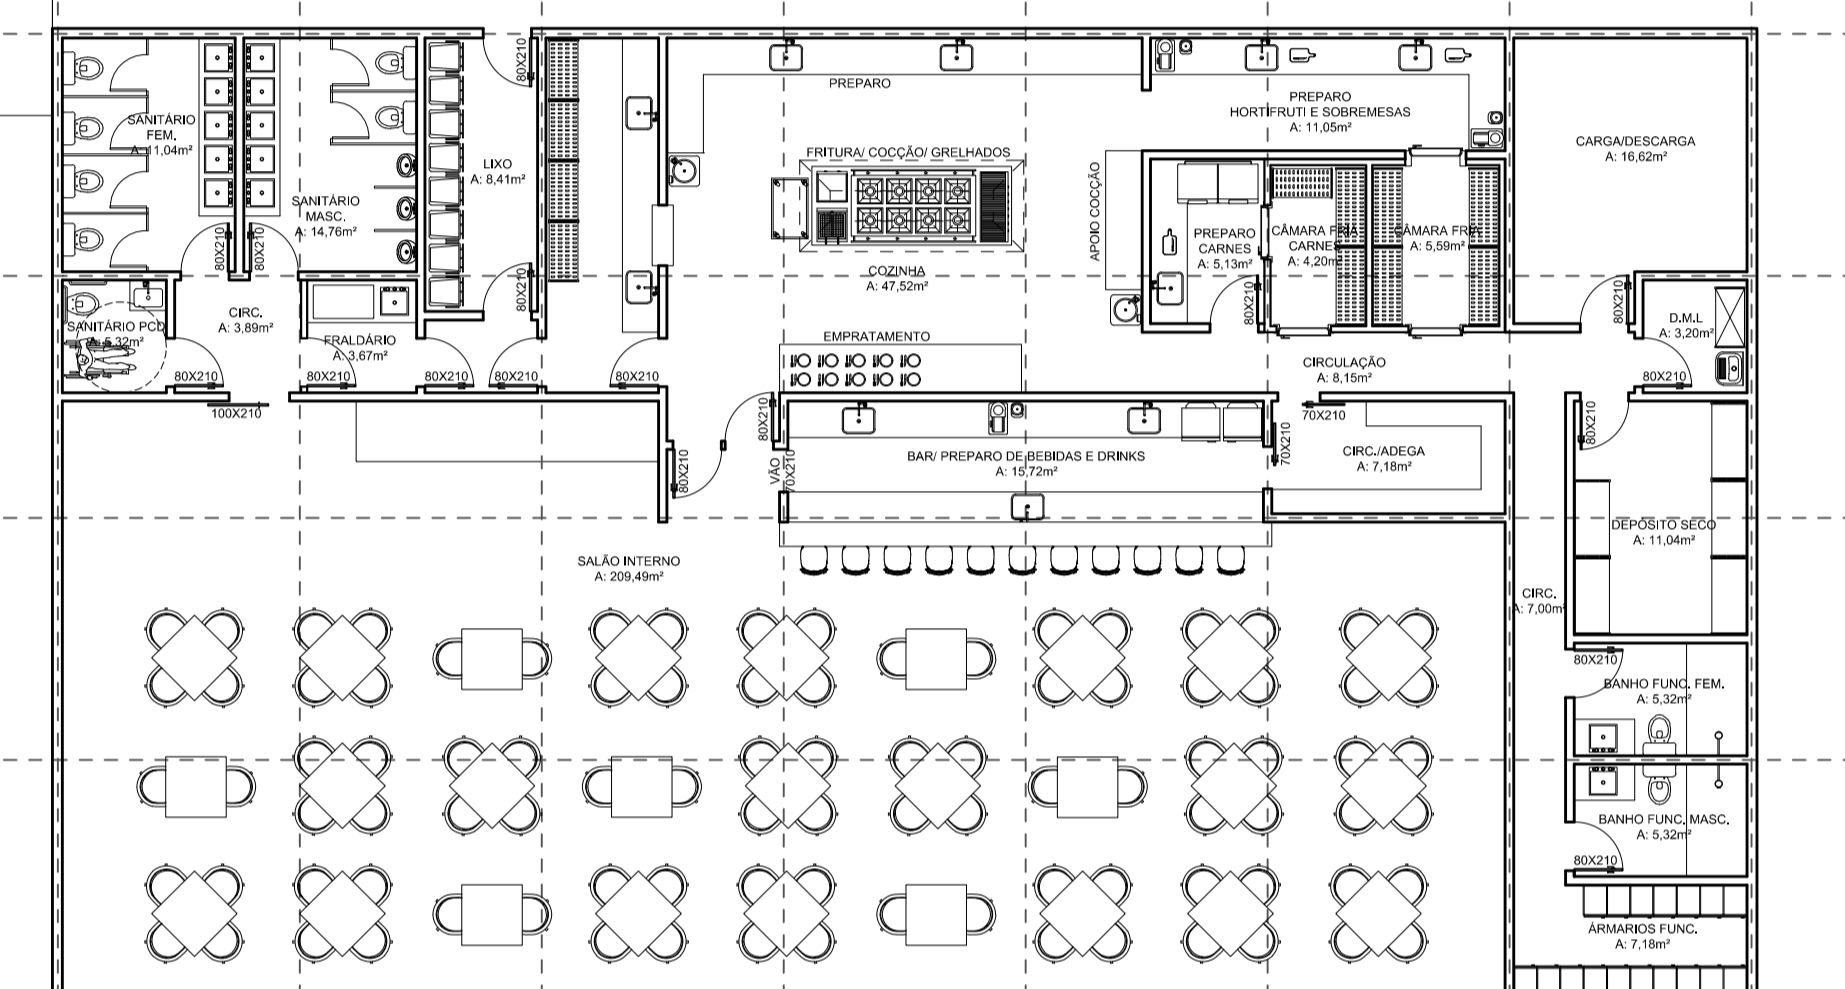 80X210
80X210
PREPARO
PREPARO
HORTIFRUTI E SOBREMESAS
A: 11,05m²
SANITÁRIO
FEM.
A: 11,04m²
CARGA/DESCARGA
A: 16,62m²
FRITURA/ COCÇÃO/ GRELHADOS
LIXO
A: 8,41m²
SANITÁRIO
MASC.
A: 14,76m²
APOIO COCÇÃO
PREPARO
CARNES
A: 5,13m²
CÂMARA FRIA
CARNES
A: 4,20m²
CÂMARA FRIA
A: 5,59m²
80X210
80X210
80X210
COZINHA
A: 47,52m²
80X210
80X210
CIRC.
A: 3,89m²
SANITÁRIO PCD
A: 5,32m²
FRALDÁRIO
A: 3,67m²
EMPRATAMENTO
D.M.L
A: 3,20m²
CIRCULAÇÃO
A: 8,15m²
80X210
80X210
80X210
80X210
80X210
80X210
100X210
80X210
70X210
80X210
BAR/ PREPARO DE BEBIDAS E DRINKS
A: 15,72m²
70X210
CIRC./ADEGA
A: 7,18m²
80X210
VÃO
70X210
DEPÓSITO SECO
A: 11,04m²
SALÃO INTERNO
A: 209,49m²
CIRC.
A: 7,00m²
80X210
BANHO FUNC. FEM.
A: 5,32m²
BANHO FUNC. MASC.
A: 5,32m²
80X210
ÁRMARIOS FUNC.
A: 7,18m²